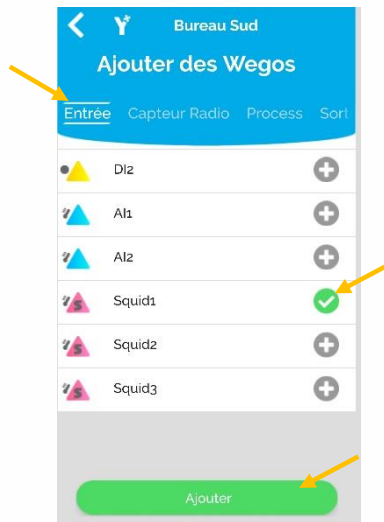 Bureau Sud
Ajouter des Wegos
Entrée Capteur Radio Process Sort
DI2
AI1
AI2
Squid1
Squid2
Squid3
Ajouter